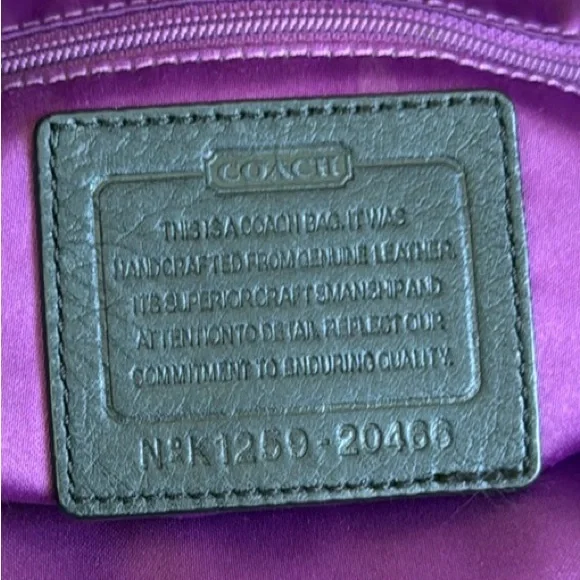 COACH
THIS IS A COACH BAG. IT WAS
HANDCRAFTED FROM GENUINE LEATHER.
ITS SUPERIOR CRAFTSMANSHIP AND
ATTENTION TO DETAIL REFLECT OUR
COMMITMENT TO ENDURING QUALITY.
Nº K1259-20466